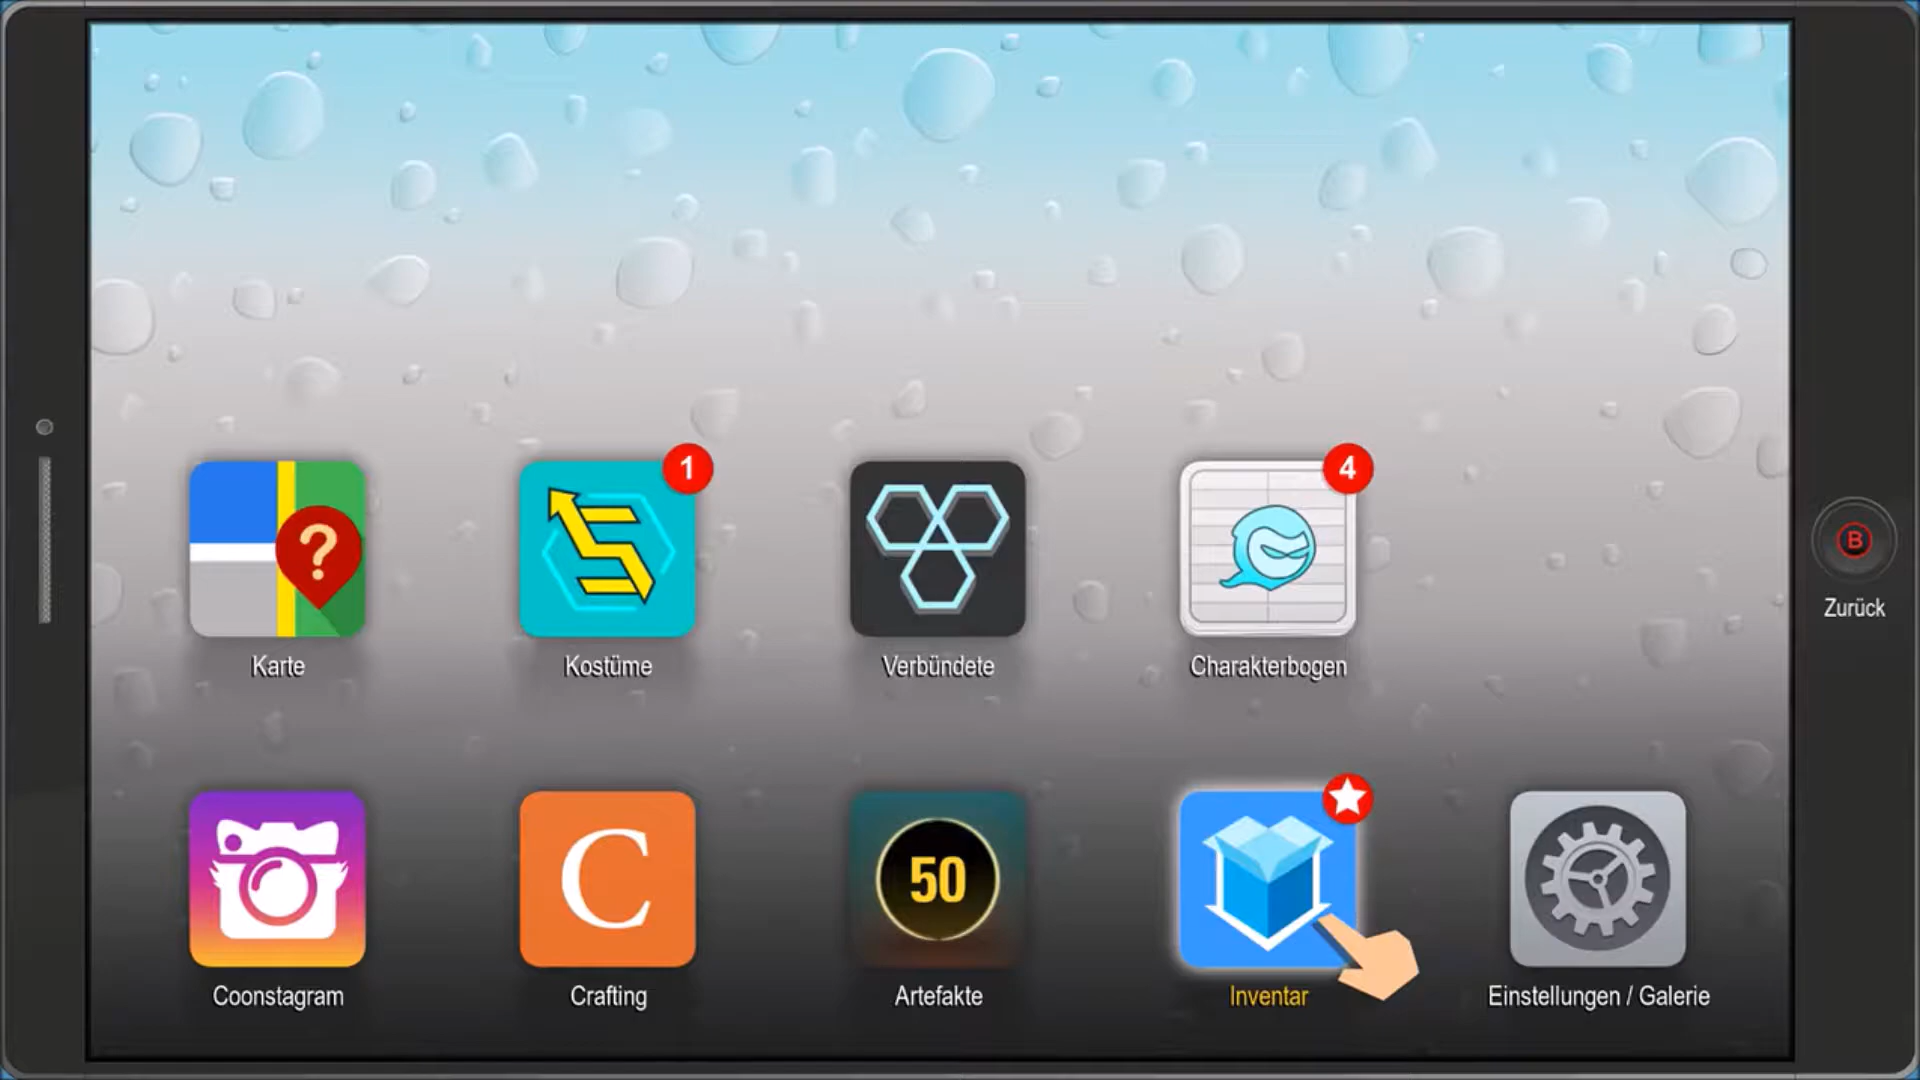 1
4
?
Karte
Kostüme
Verbündete
Charakterbogen
B
Zurück
C
50
Coonstagram
Crafting
Artefakte
Inventar
Einstellungen / Galerie